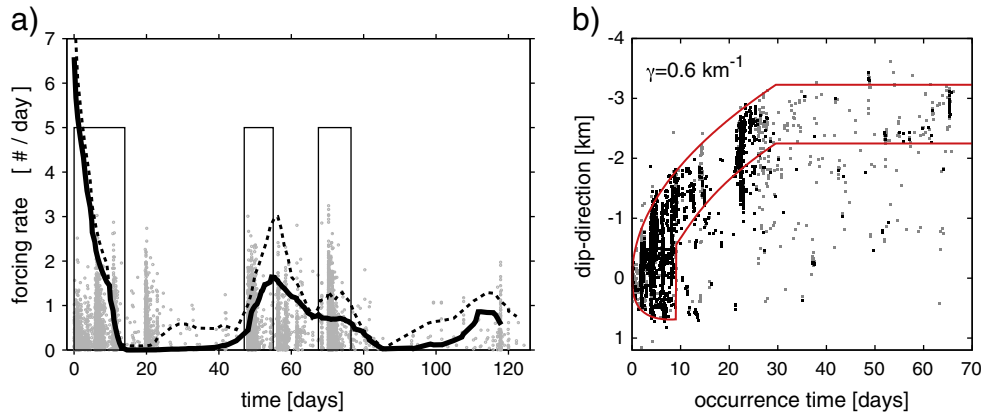 a)
forcing rate [ # / day ]
7
6
5
4
3
2
1
0
0 20 40 60 80 100 120
time [days]
b)
γ=0.6 km-1
dip-direction [km]
-4
-3
-2
-1
0
1
0 10 20 30 40 50 60 70
occurrence time [days]